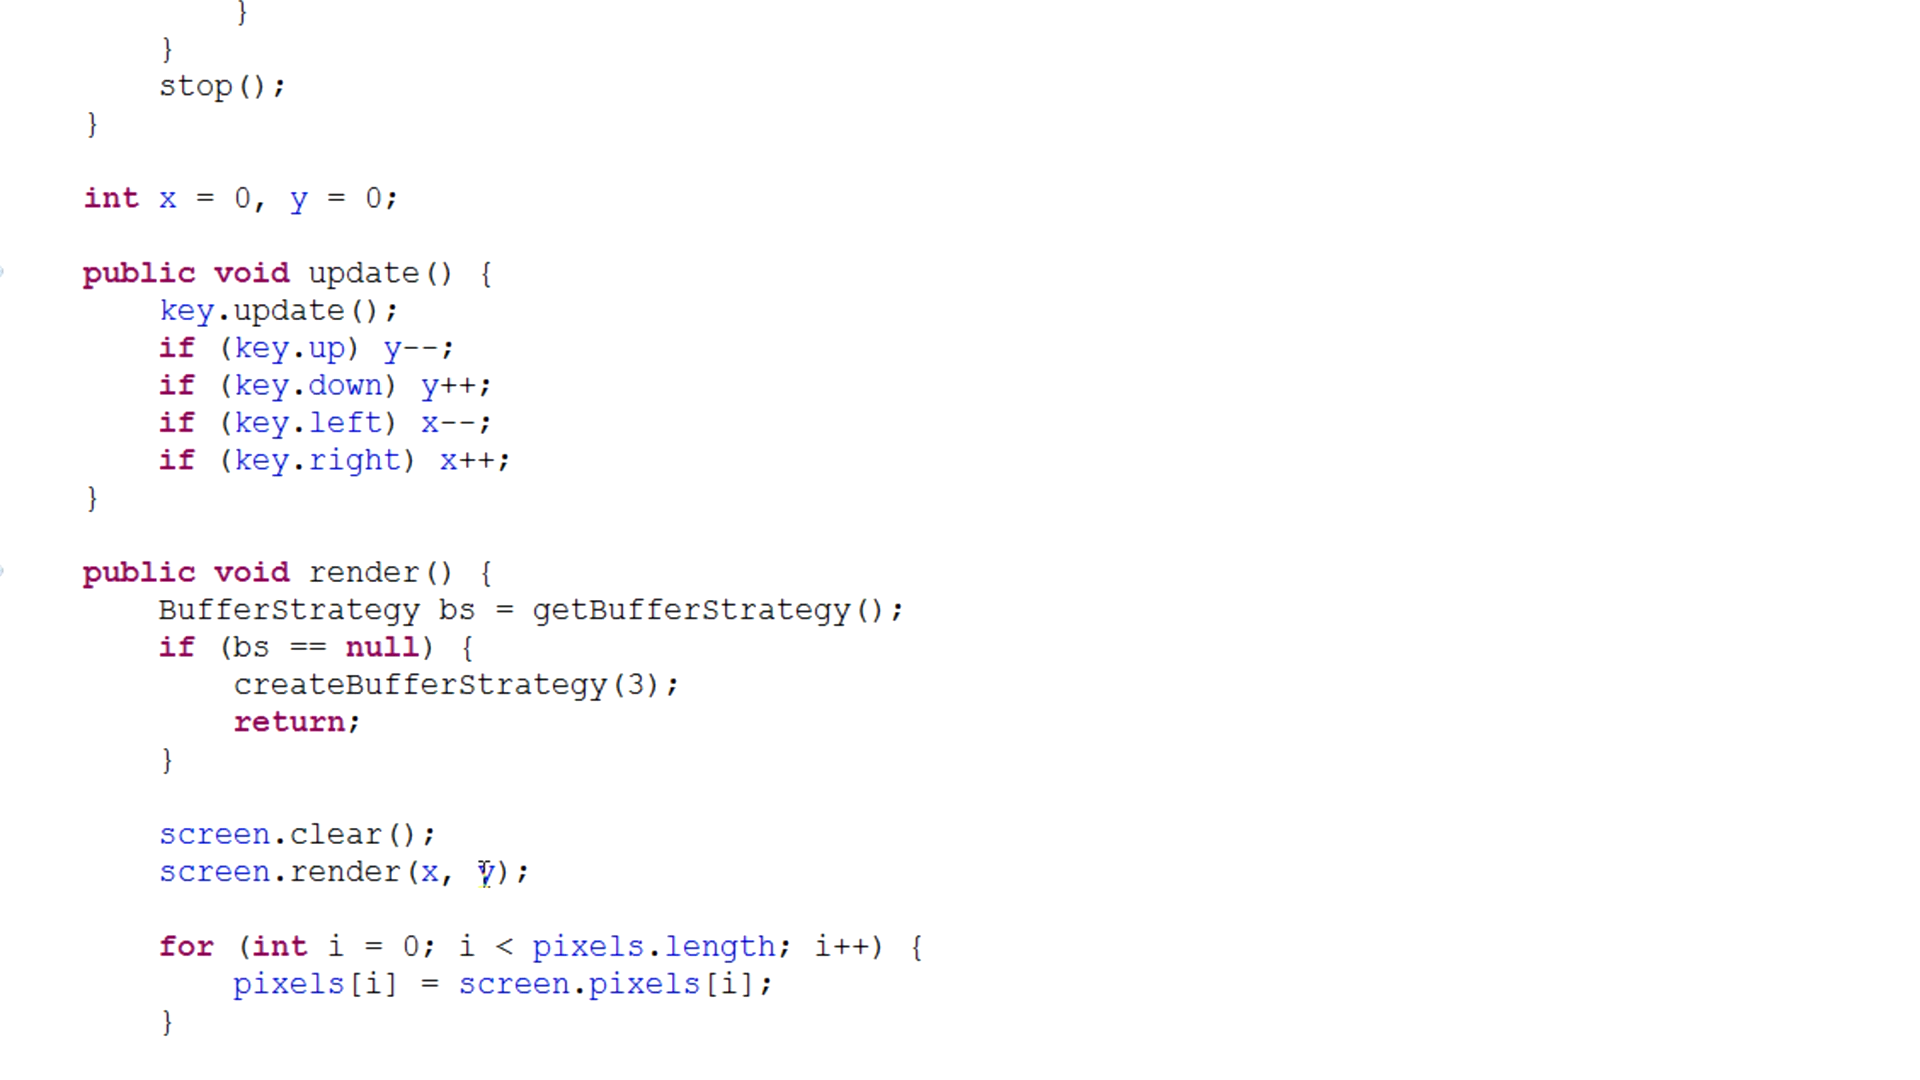 }
}
stop();
}
int x = 0, y = 0;
public void update() {
key.update();
if (key.up) y--;
if (key.down) y++;
if (key.left) x--;
if (key.right) x++;
}
public void render() {
BufferStrategy bs = getBufferStrategy();
if (bs == null) {
createBufferStrategy(3);
return;
}
screen.clear();
screen.render(x, y);
for (int i = 0; i < pixels.length; i++) {
pixels[i] = screen.pixels[i];
}